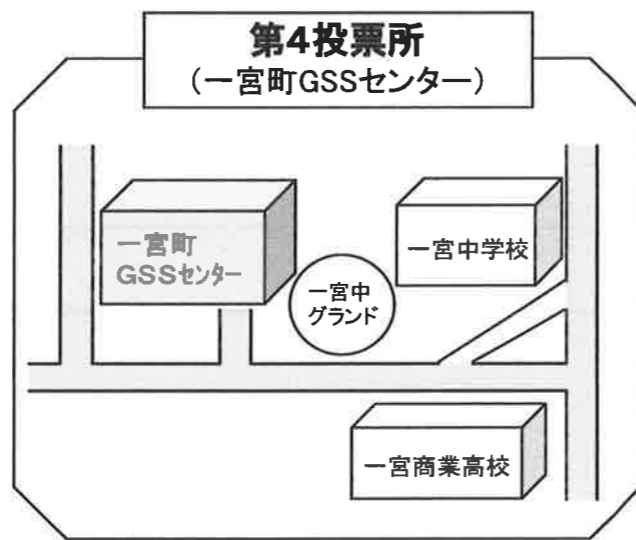 第4投票所
(一宮町GSSセンター)
一宮町
GSSセンター
一宮中学校
一宮中
グランド
一宮商業高校